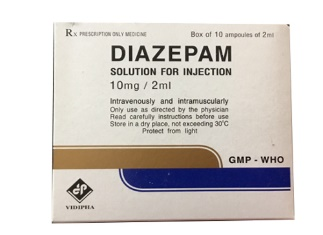 Rx PRESCRIPTION ONLY MEDICINE
Box of 10 ampoules of 2ml
DIAZEPAM
SOLUTION FOR INJECTION
10mg / 2ml
Intravenously and intramuscularly
Only use as directed by the physician
Read carefully instructions before use
Store in a dry place, not exceeding 30°C
Protect from light
GMP - WHO
VIDIPHA